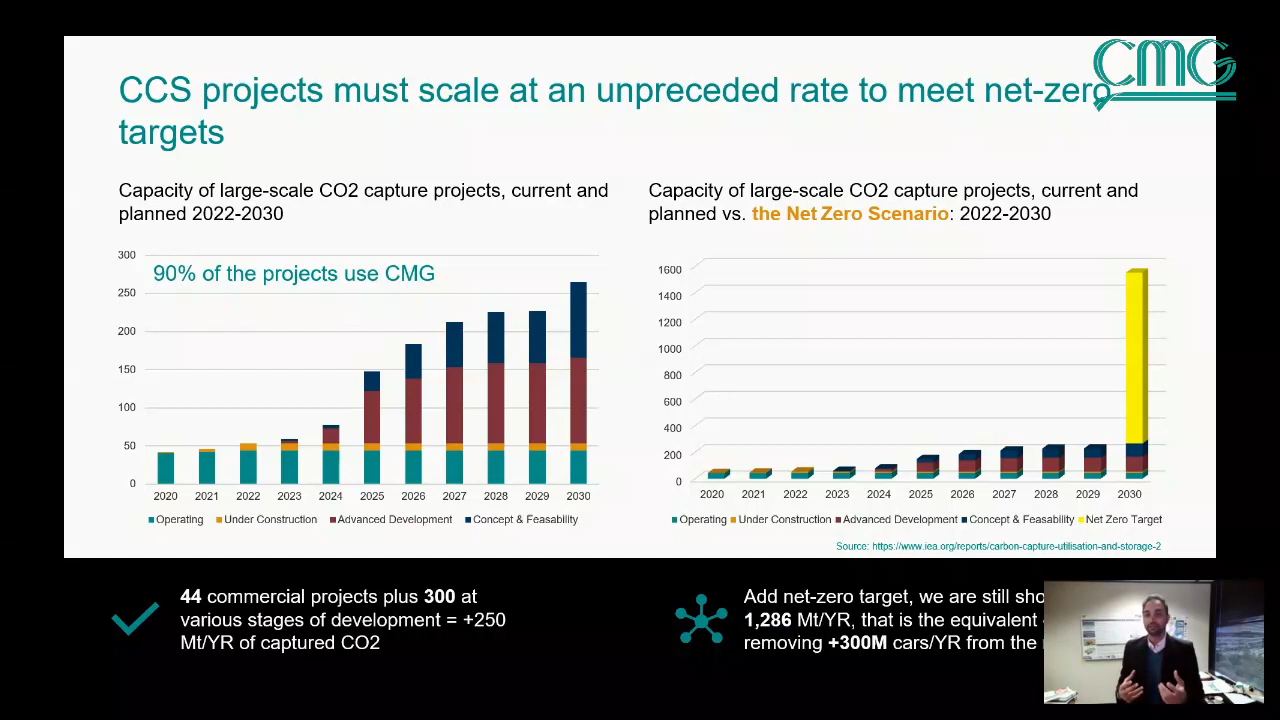 CMG
CCS projects must scale at an unpreceded rate to meet net-zero
targets
Capacity of large-scale CO2 capture projects, current and
planned 2022-2030
90% of the projects use CMG
300
250
200
150
100
50
0
2020 2021 2022 2023 2024 2025 2026 2027 2028 2029 2030
Operating Under Construction Advanced Development Concept & Feasability
Capacity of large-scale CO2 capture projects, current and
planned vs. the Net Zero Scenario: 2022-2030
1600
1400
1200
1000
800
600
400
200
0
2020 2021 2022 2023 2024 2025 2026 2027 2028 2029 2030
Operating Under Construction Advanced Development Concept & Feasability Net Zero Target
Source: https://www.iea.org/reports/carbon-capture-utilisation-and-storage-2
44 commercial projects plus 300 at
various stages of development = +250
Mt/YR of captured CO2
Add net-zero target, we are still
1,286 Mt/YR, that is the equivalent
removing +300M cars/YR from the